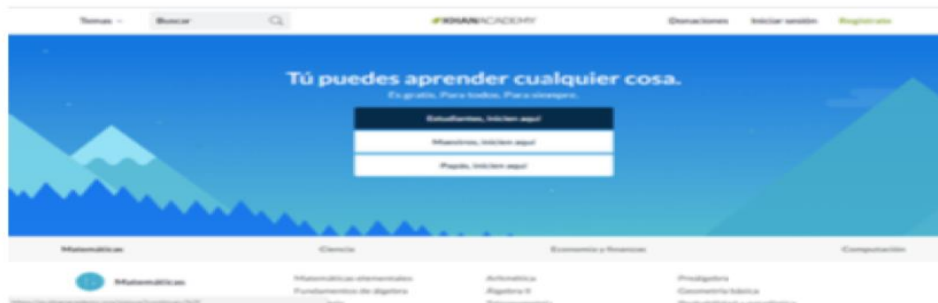 Temas Buscar KHANACADEMY Donaciones Iniciar sesión Regístrate
Tú puedes aprender cualquier cosa.
Es gratis. Para todos. Para siempre.
Estudiantes, inicien aquí
Maestros, inicien aquí
Papás, inicien aquí
Matemáticas Ciencia Economía y finanzas Computación
Matemáticas Matemáticas elementales Aritmética Preálgebra
Fundamentos de álgebra Álgebra II Geometría básica